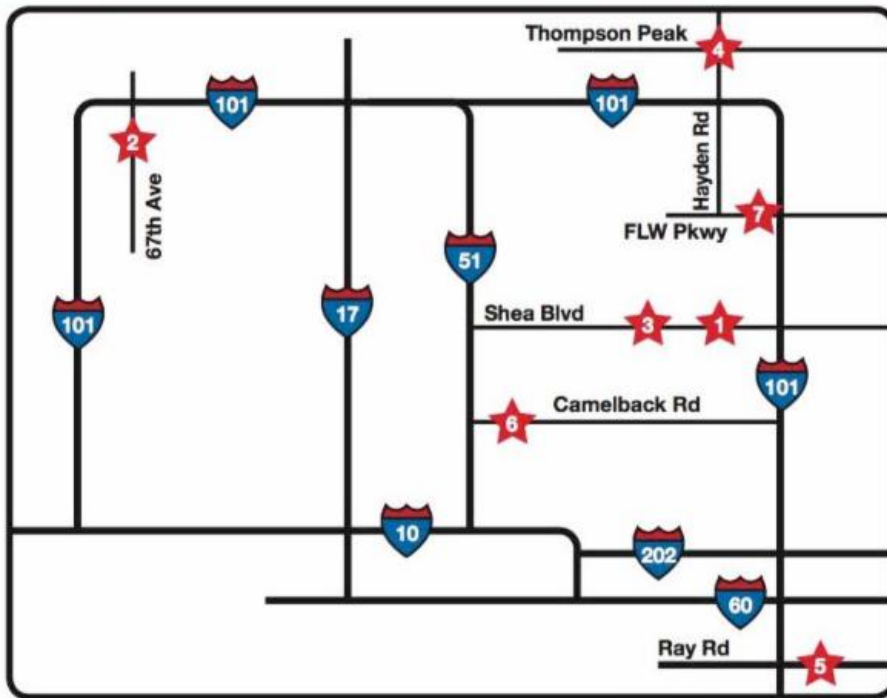 Thompson Peak
4
101
101
2
Hayden Rd
67th Ave
7
FLW Pkwy
51
101
17
Shea Blvd
3
1
101
Camelback Rd
6
10
202
60
Ray Rd
5